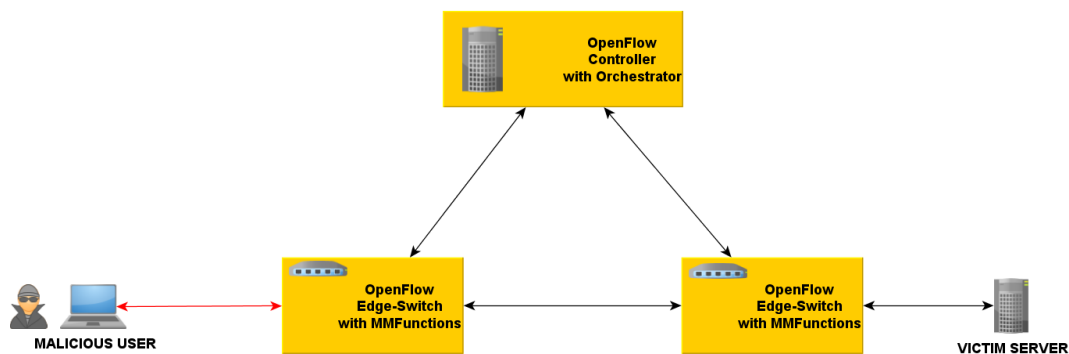 OpenFlow
Controller
with Orchestrator
OpenFlow
Edge-Switch
with MMFunctions
OpenFlow
Edge-Switch
with MMFunctions
MALICIOUS USER
VICTIM SERVER